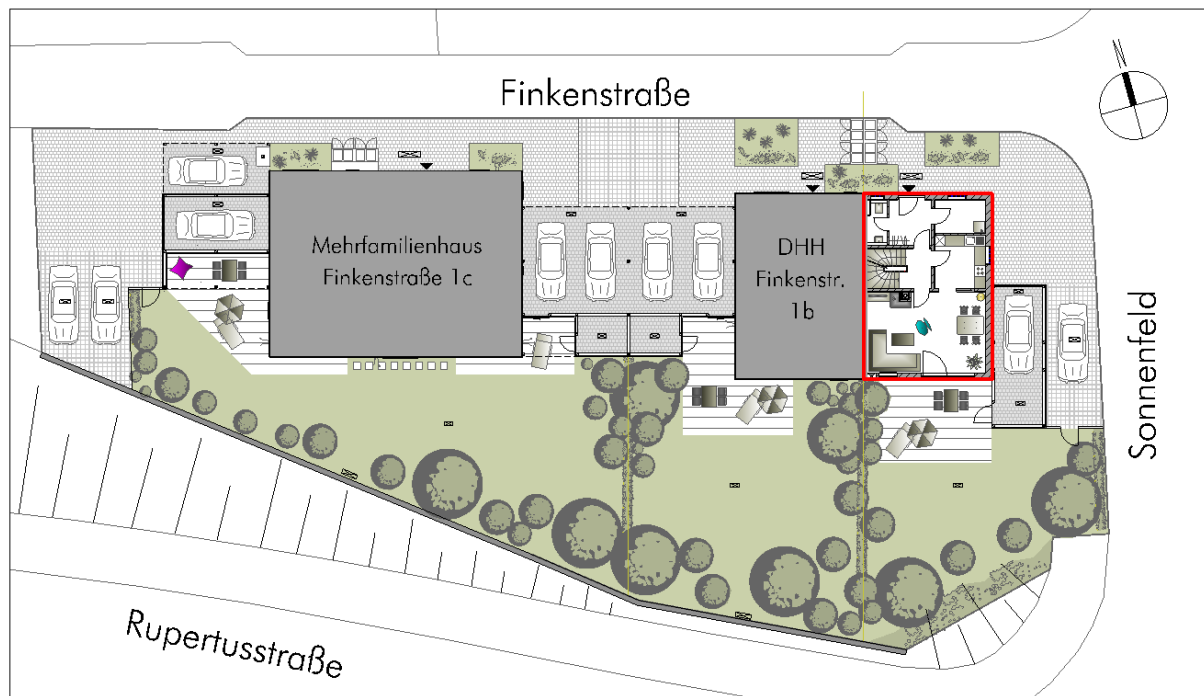 Finkenstraße
N
Mehrfamilienhaus
Finkenstraße 1c
DHH
Finkenstr.
1b
Sonnenfeld
Rupertusstraße